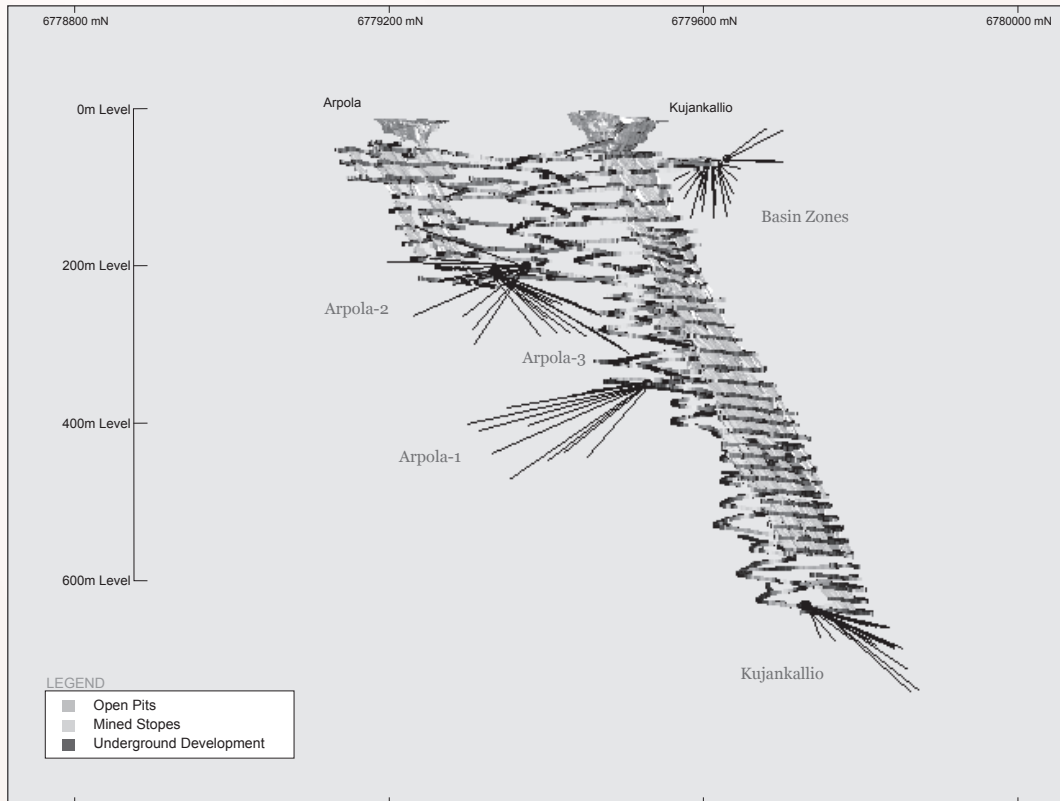 6778800 mN
6779200 mN
6779600 mN
6780000 mN
0m Level
Arpola
Kujankallio
Basin Zones
200m Level
Arpola-2
Arpola-3
400m Level
Arpola-1
600m Level
Kujankallio
LEGEND
Open Pits
Mined Stopes
Underground Development